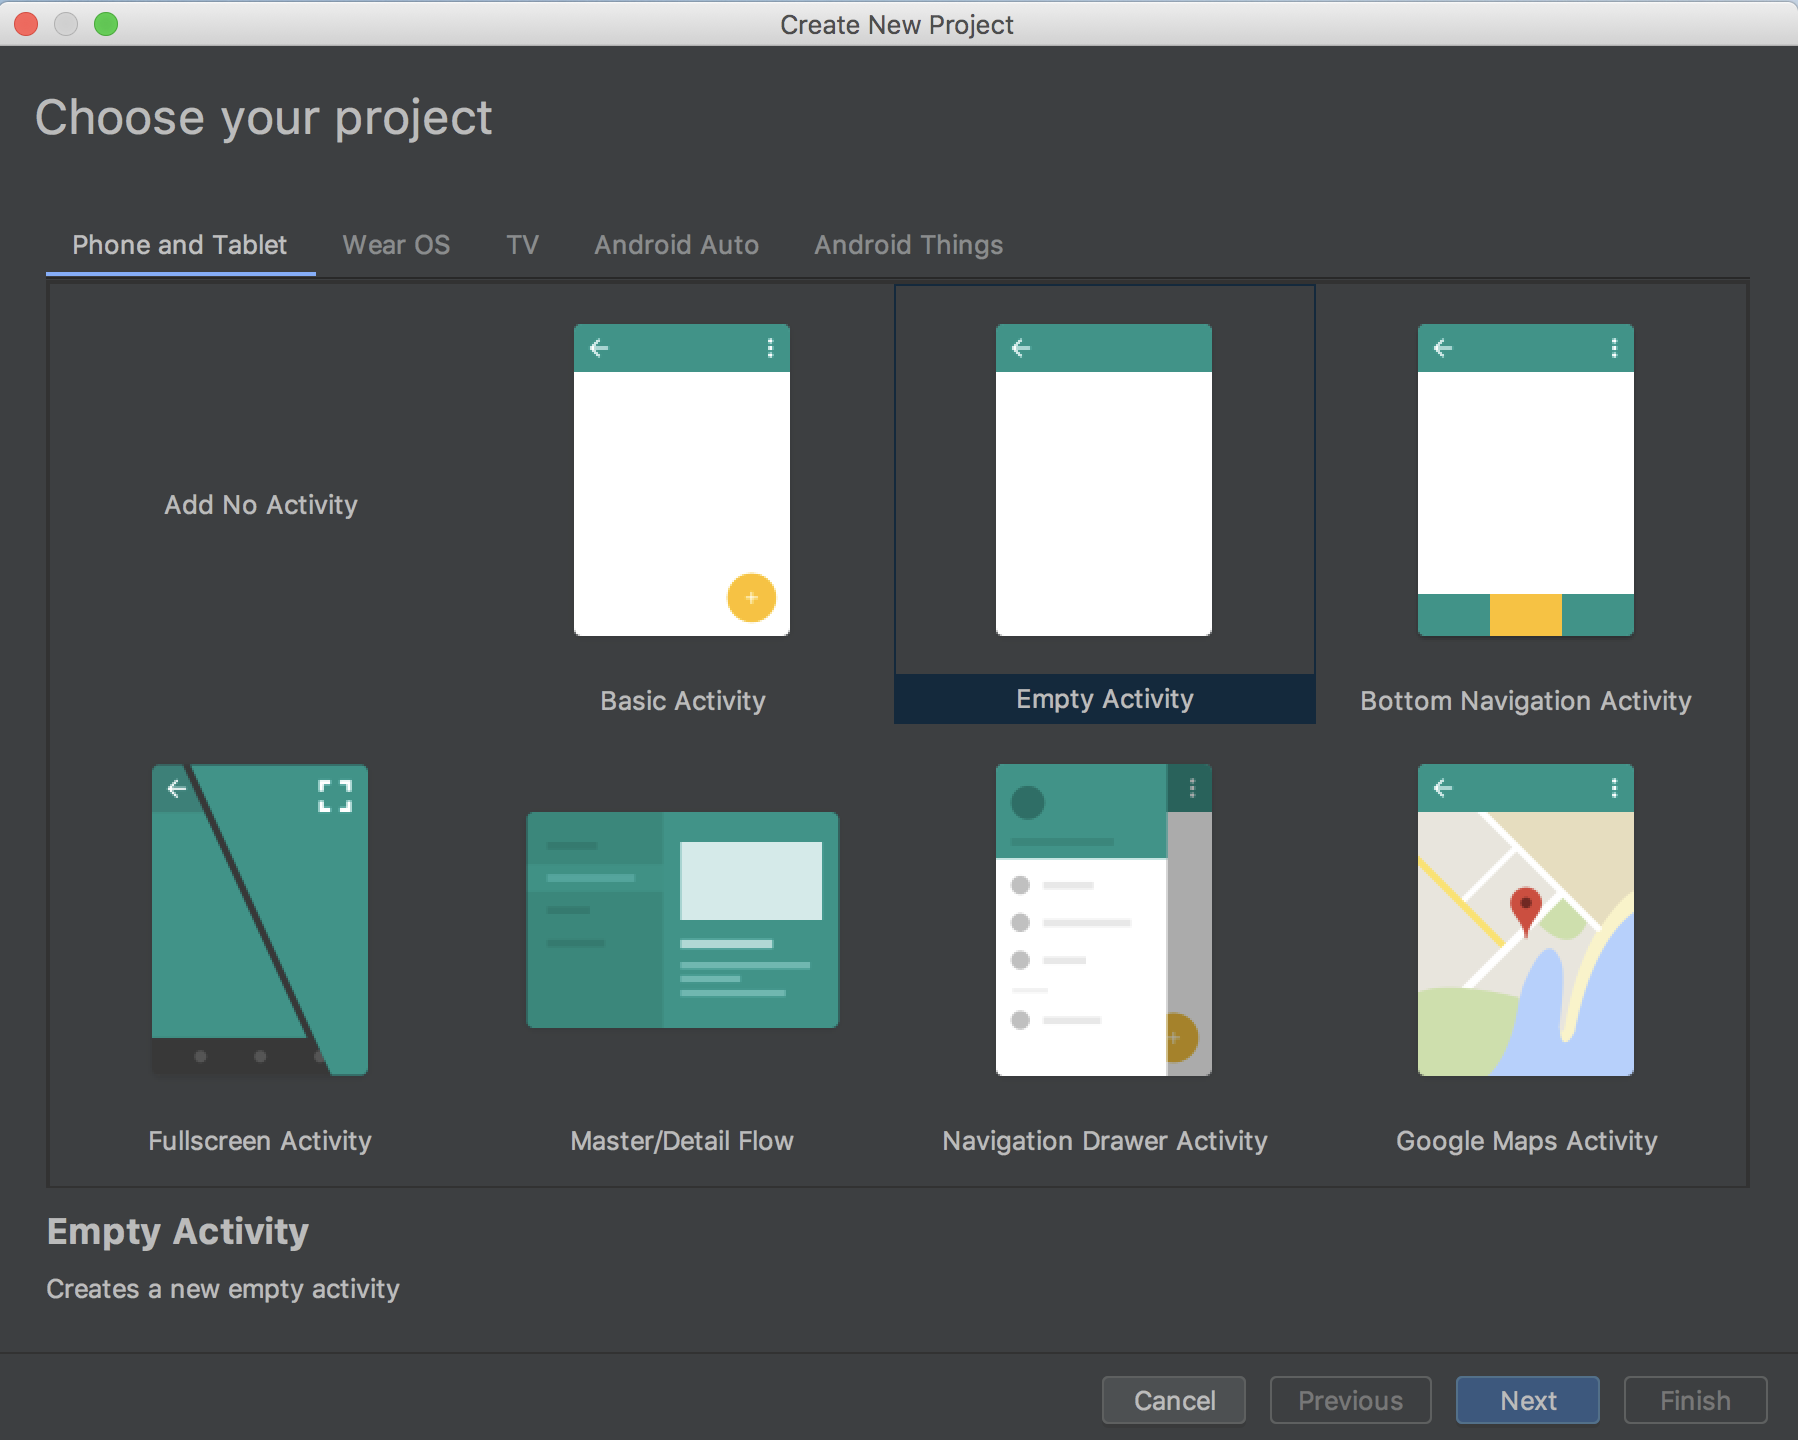 Create New Project
Choose your project
Phone and Tablet Wear OS TV Android Auto Android Things
Add No Activity
Basic Activity
Empty Activity
Bottom Navigation Activity
Fullscreen Activity
Master/Detail Flow
Navigation Drawer Activity
Google Maps Activity
Empty Activity
Creates a new empty activity
Cancel Previous Next Finish